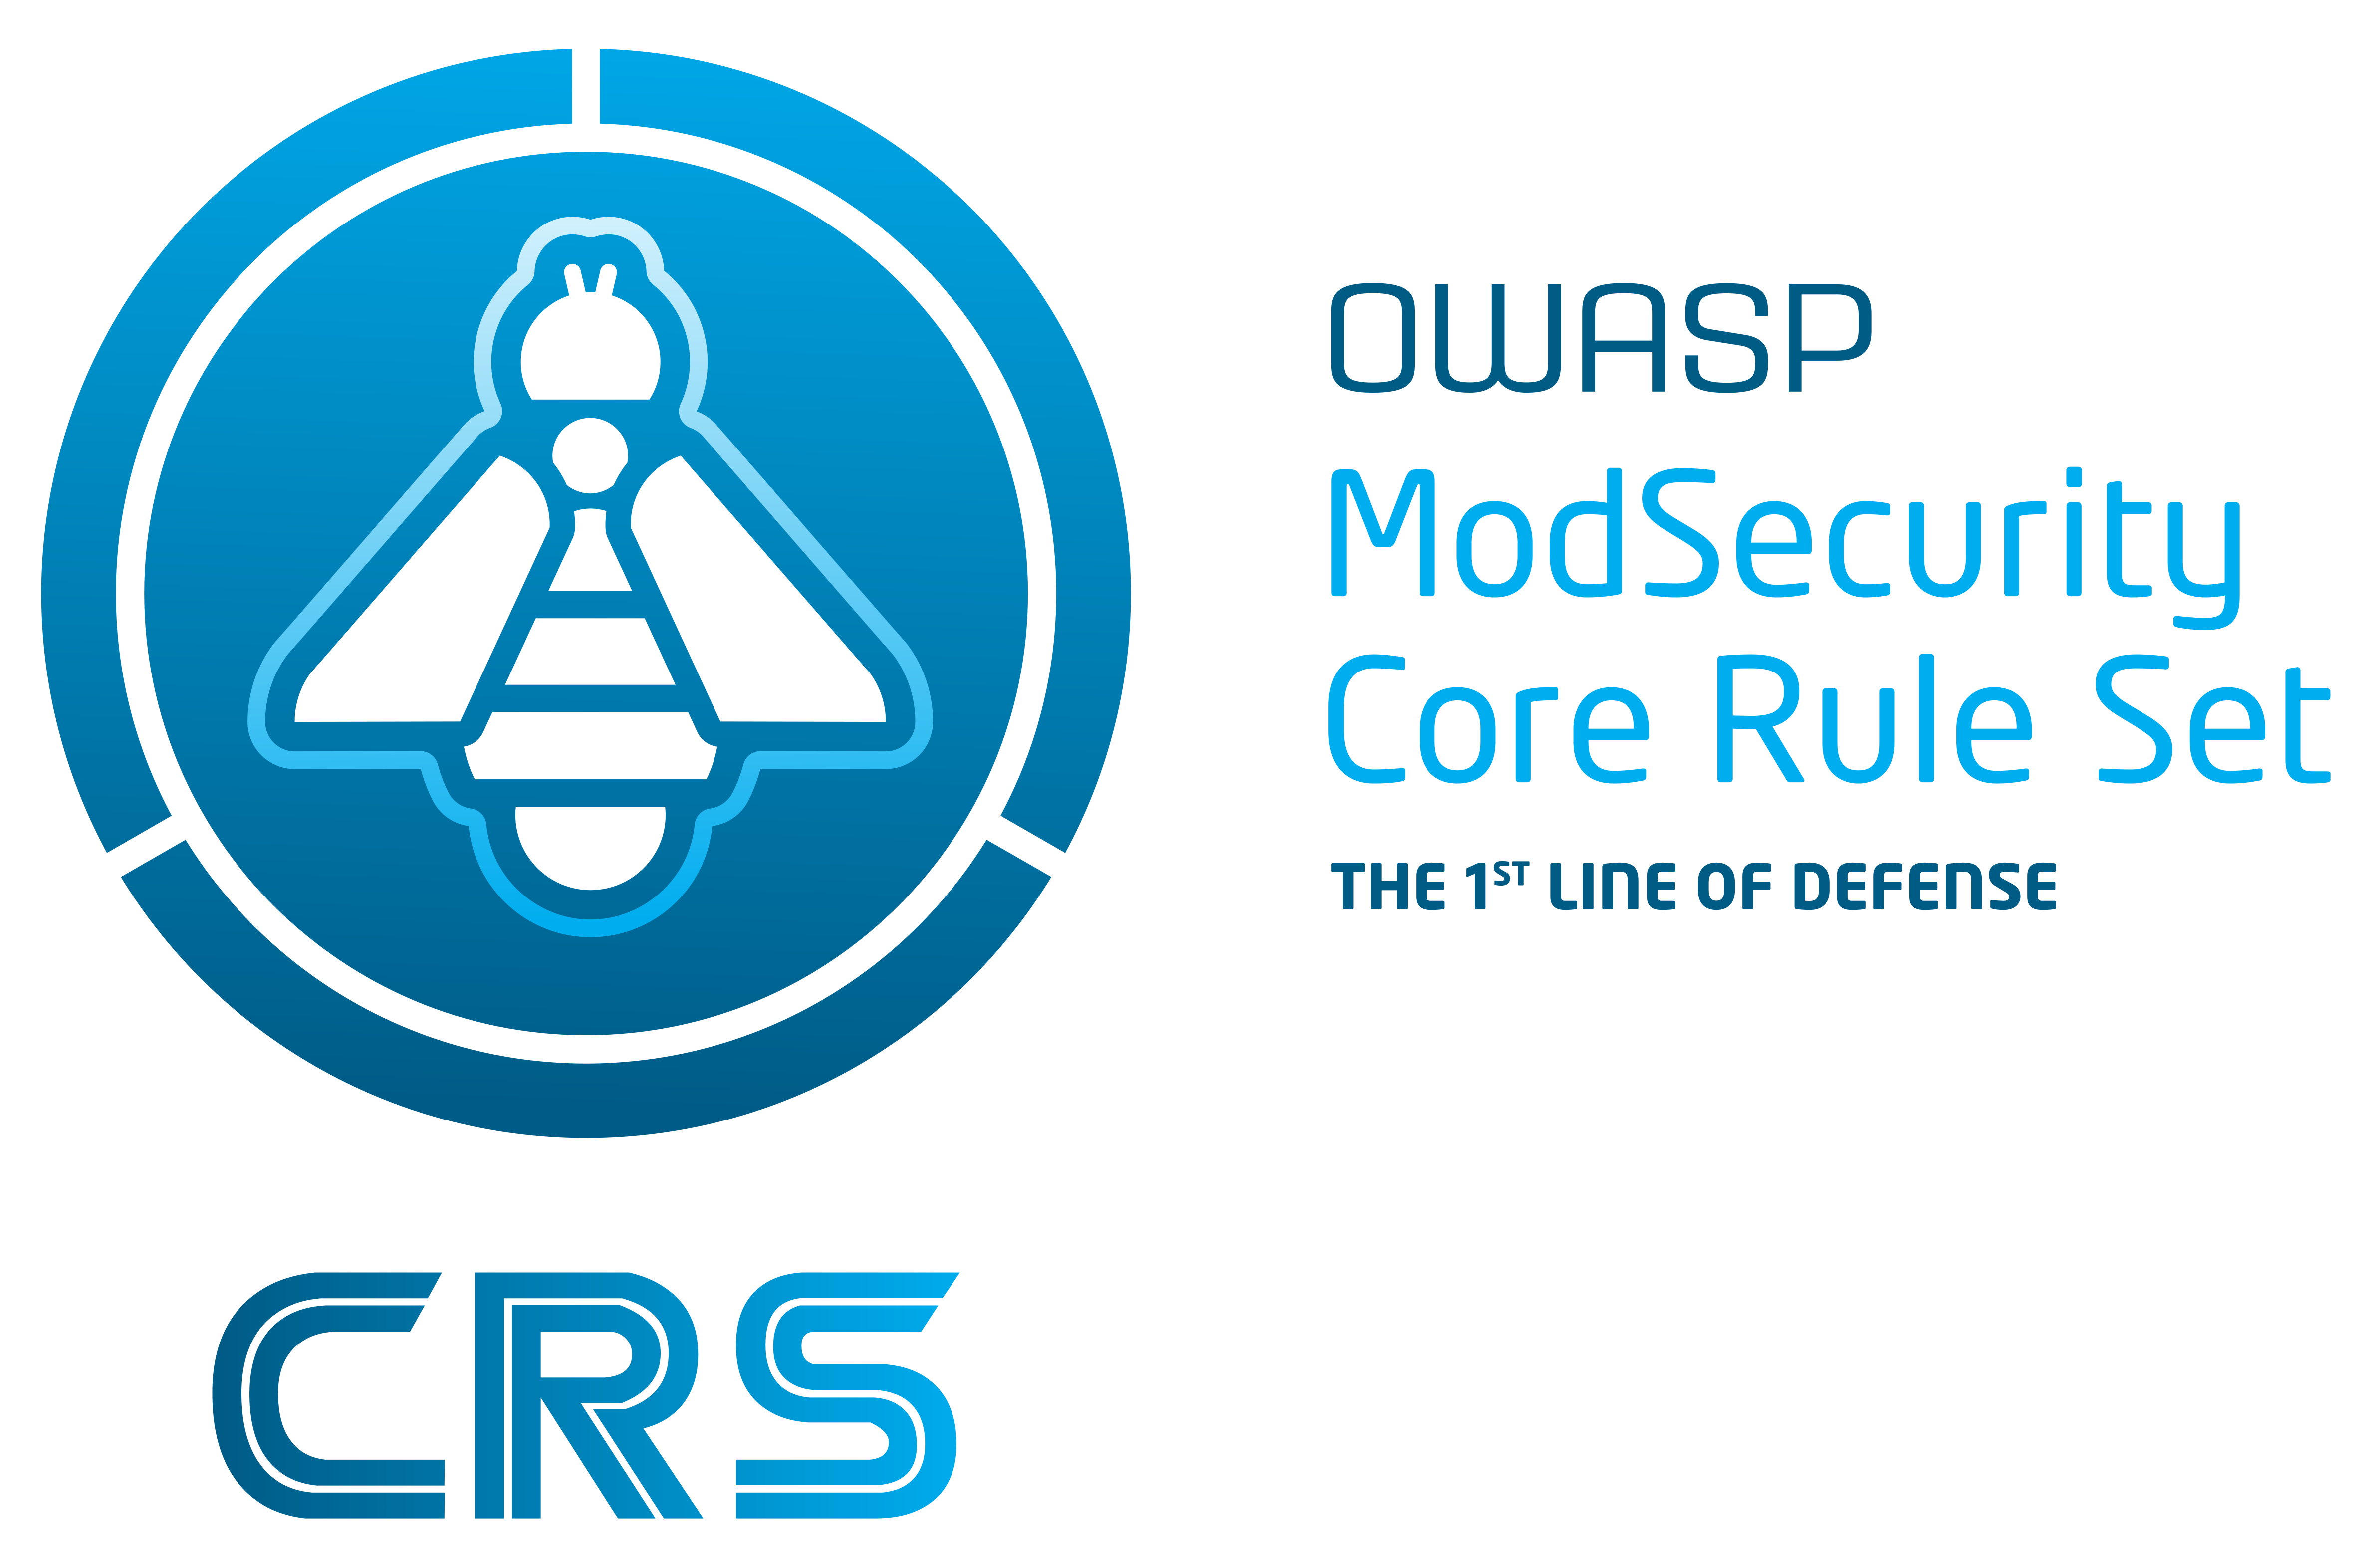 OWASP
ModSecurity
Core Rule Set
THE 1ST LINE OF DEFENSE
CRS